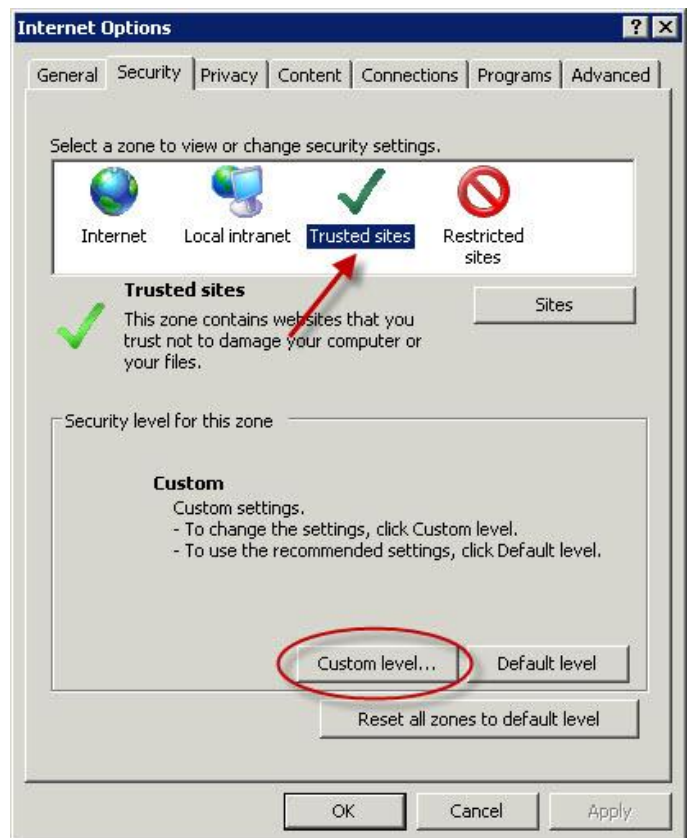 Internet Options
General Security Privacy Content Connections Programs Advanced
Select a zone to view or change security settings.
Internet Local intranet Trusted sites Restricted sites
Trusted sites
Sites
This zone contains websites that you
trust not to damage your computer or
your files.
Security level for this zone
Custom
Custom settings.
- To change the settings, click Custom level.
- To use the recommended settings, click Default level.
Custom level... Default level
Reset all zones to default level
OK Cancel Apply